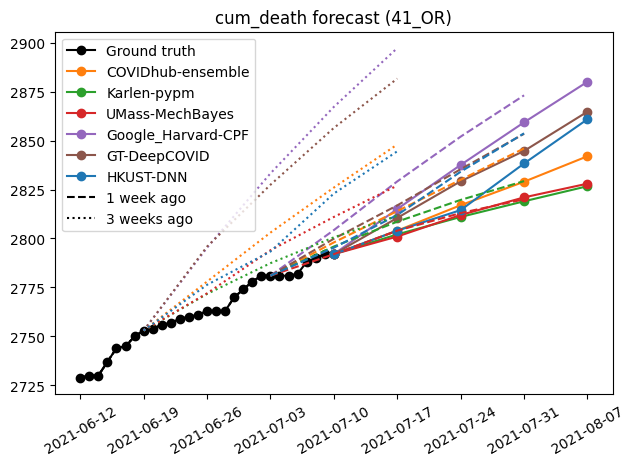 cum_death forecast (41_OR)
2900
2875
2850
2825
2800
2775
2750
2725
Ground truth
COVIDhub-ensemble
Karlen-pypm
UMass-MechBayes
Google_Harvard-CPF
GT-DeepCOVID
HKUST-DNN
1 week ago
3 weeks ago
2021-06-12
2021-06-19
2021-06-26
2021-07-03
2021-07-10
2021-07-17
2021-07-24
2021-07-31
2021-08-07